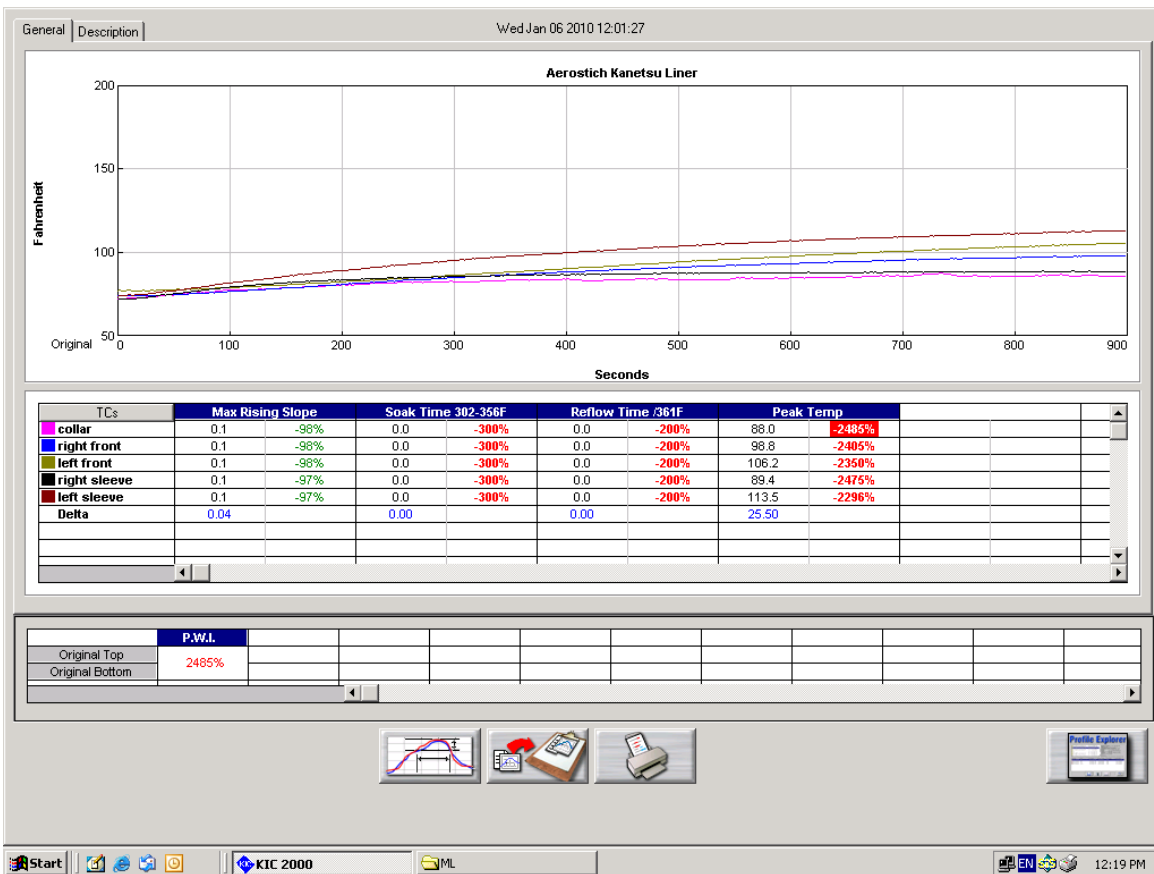 General Description Wed Jan 06 2010 12:01:27
Aerostich Kanetsu Liner
200
150
Fahrenheit
100
50
Original 0 100 200 300 400 500 600 700 800 900
Seconds
TCs Max Rising Slope Soak Time 302-356F Reflow Time /361F Peak Temp
collar 0.1 -98% 0.0 -300% 0.0 -200% 88.0 -2485%
right front 0.1 -98% 0.0 -300% 0.0 -200% 98.8 -2405%
left front 0.1 -98% 0.0 -300% 0.0 -200% 106.2 -2350%
right sleeve 0.1 -97% 0.0 -300% 0.0 -200% 89.4 -2475%
left sleeve 0.1 -97% 0.0 -300% 0.0 -200% 113.5 -2296%
Delta 0.04 0.00 0.00 25.50
P.W.I.
Original Top
2485%
Original Bottom
Profile Explorer
Start KIC 2000 ML EN 12:19 PM